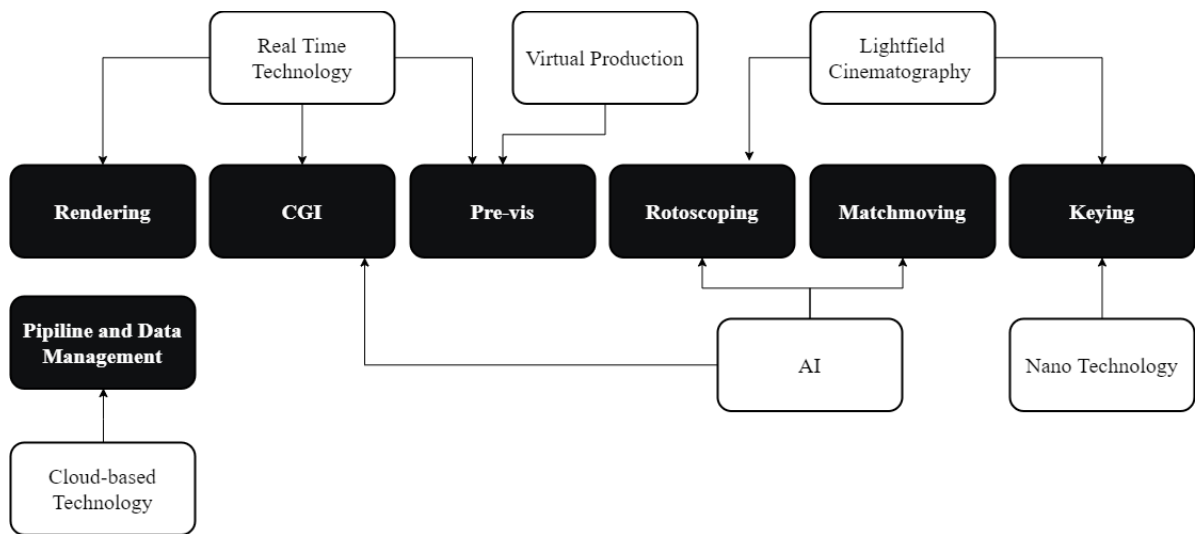 Real Time
Technology
Virtual Production
Lightfield
Cinematography
Rendering
CGI
Pre-vis
Rotoscoping
Matchmoving
Keying
Pipiline and Data
Management
AI
Nano Technology
Cloud-based
Technology